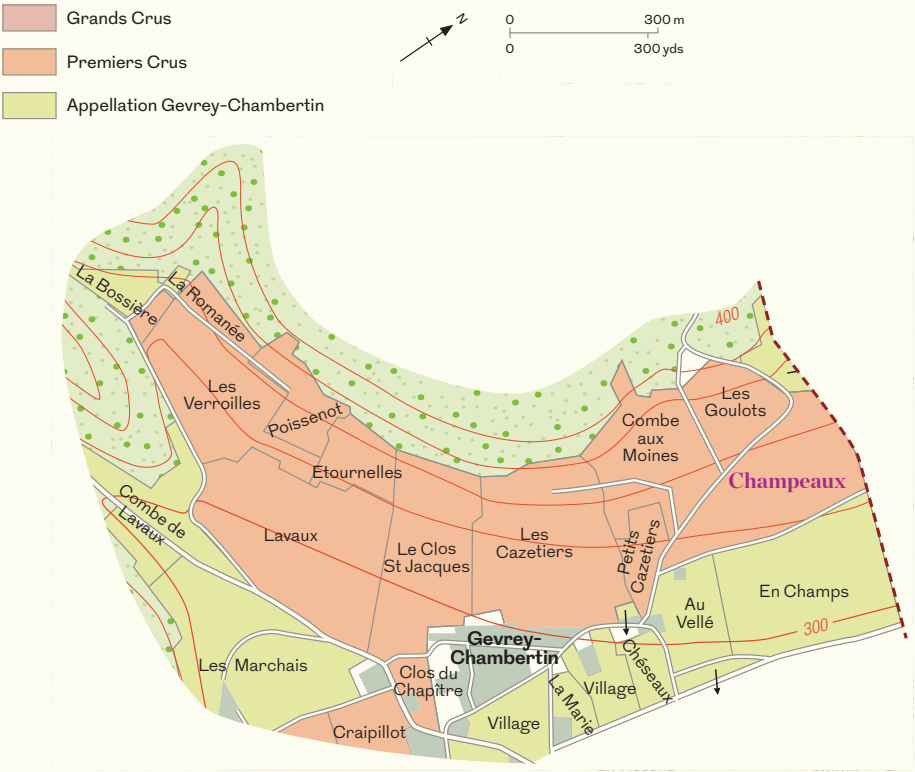 Grands Crus
Premiers Crus
Appellation Gevrey-Chambertin
N
0 300 m
0 300 yds
La Bossière
La Romanée
400
Les
Verroilles
Poissenot
Etournelles
Combe
aux
Moines
Les
Goulots
Champeaux
Combe de
Lavaux
Lavaux
Le Clos
St Jacques
Les
Cazetiers
Petits
Cazetiers
En Champs
Au
Vellé
300
Gevrey-
Chambertin
Les Marchais
Clos du
Chapitre
Chéseaux
Village
La Marie
Village
Craipillot